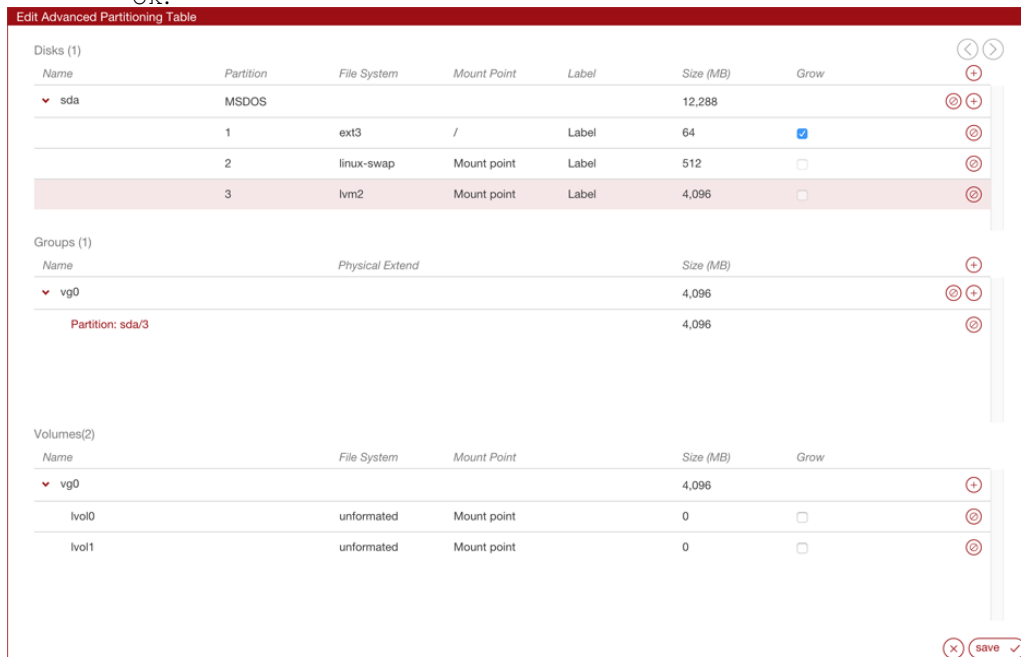 OK.
Edit Advanced Partitioning Table
Disks (1)
Name Partition File System Mount Point Label Size (MB) Grow
sda MSDOS 12,288
1 ext3 / Label 64
2 linux-swap Mount point Label 512
3 lvm2 Mount point Label 4,096
Groups (1)
Name Physical Extend Size (MB)
vg0 4,096
Partition: sda/3 4,096
Volumes(2)
Name File System Mount Point Size (MB) Grow
vg0 4,096
lvol0 unformated Mount point 0
lvol1 unformated Mount point 0
save